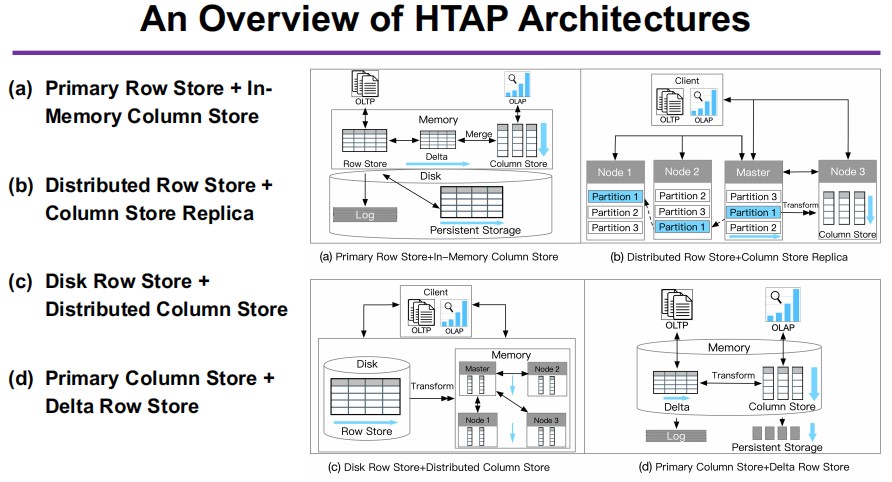 An Overview of HTAP Architectures
(a) Primary Row Store + In-
Memory Column Store
(b) Distributed Row Store +
Column Store Replica
(c) Disk Row Store +
Distributed Column Store
(d) Primary Column Store +
Delta Row Store
OLTP
OLAP
Memory
Merge
Row Store
Delta
Column Store
Disk
Log
Persistent Storage
(a) Primary Row Store+In-Memory Column Store
Client
OLTP
OLAP
Node 1
Node 2
Master
Node 3
Partition 1
Partition 2
Partition 3
Partition 2
Partition 3
Partition 1
Partition 3
Partition 1
Partition 2
Transform
Column Store
(b) Distributed Row Store+Column Store Replica
Client
OLTP
OLAP
Disk
Row Store
Transform
Memory
Master
Node 2
Node 1
Node 3
(c) Disk Row Store+Distributed Column Store
OLTP
OLAP
Memory
Transform
Delta
Column Store
Log
Persistent Storage
(d) Primary Column Store+Delta Row Store